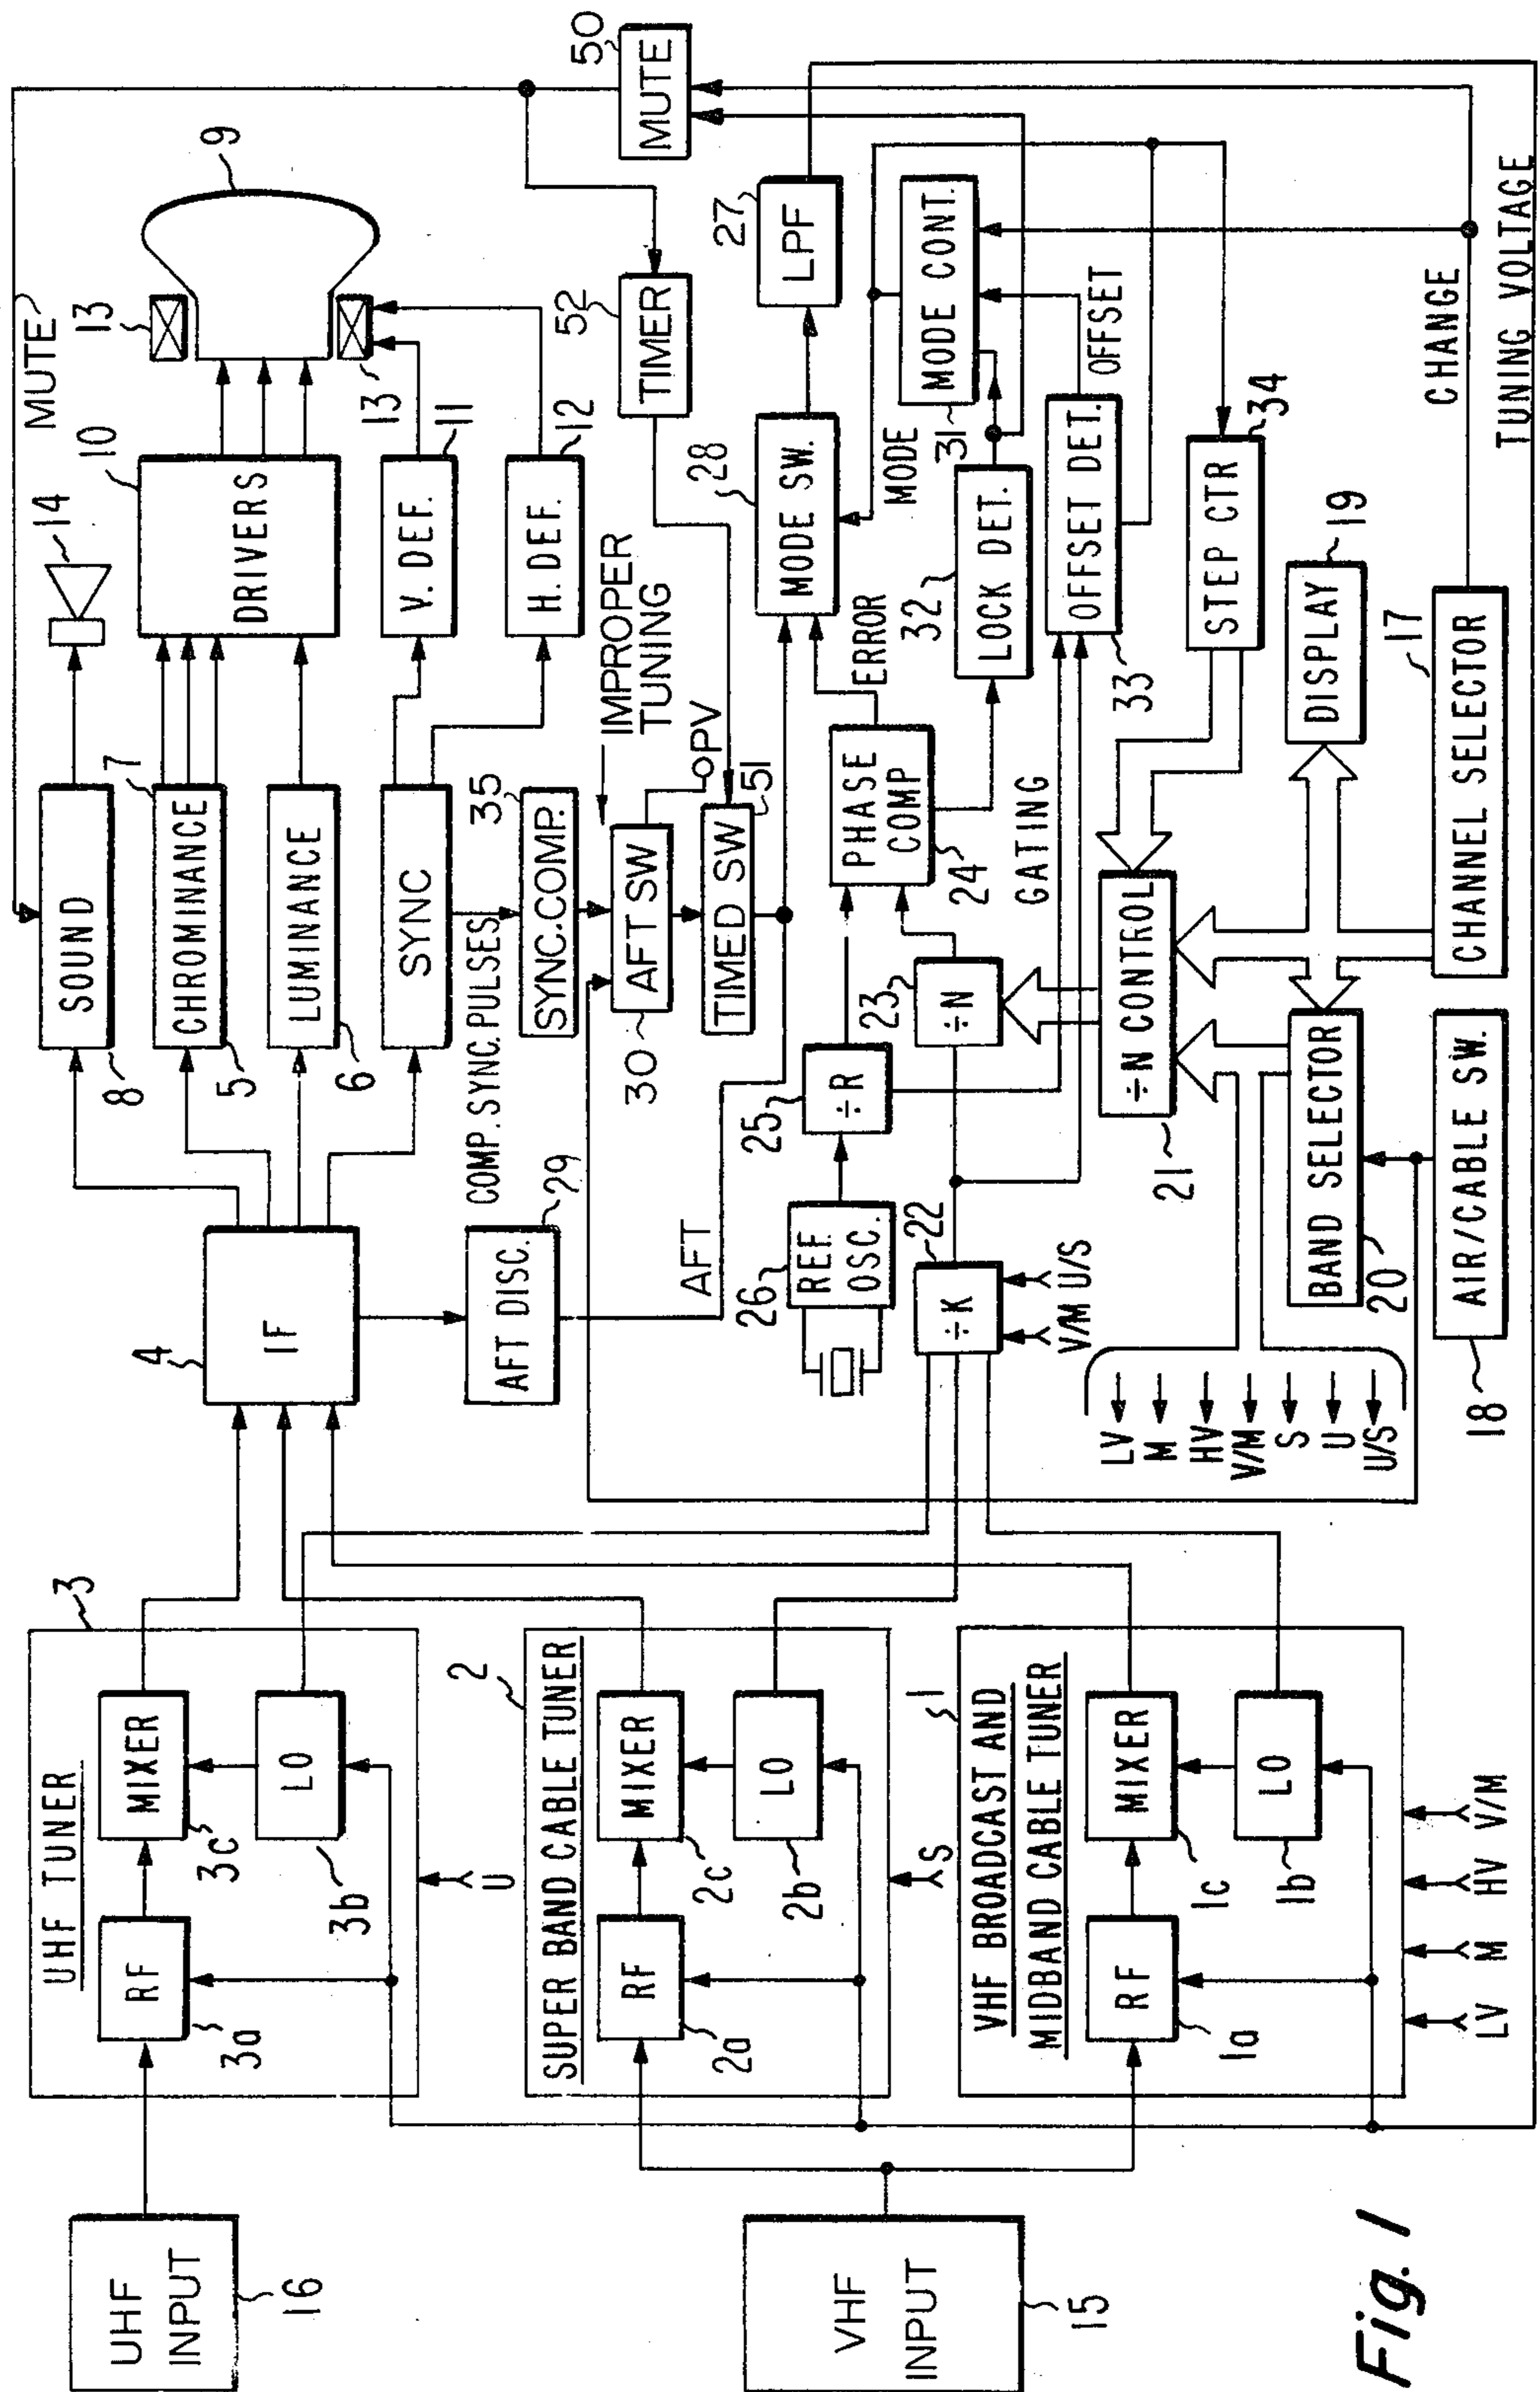 MUTE
UHF
INPUT
16
UHF TUNER
3
RF
3a
MIXER
3c
LO
3b
U
SUPER BAND CABLE TUNER
2
RF
2a
MIXER
2c
LO
2b
S
VHF BROADCAST AND
MIDBAND CABLE TUNER
1
RF
1a
MIXER
1c
LO
1b
LV
M
HV
V/M
VHF
INPUT
15
4
IF
SOUND
8
14
7
CHROMINANCE
5
LUMINANCE
6
SYNC
10
DRIVERS
V. DEF.
11
H. DEF.
12
13
13
9
AFT DISC.
29
COMP. SYNC. PULSES
35
SYNC. COMP.
IMPROPER
TUNING
AFT SW
30
PV
TIMED SW
51
AFT
TIMER
52
MUTE
50
26
REF.
OSC.
25
÷R
22
÷K
V/M
U/S
23
÷N
PHASE
COMP
24
ERROR
28
MODE SW.
27
LPF
MODE
MODE CONT.
31
32
LOCK DET.
GATING
OFFSET DET.
33
OFFSET
STEP CTR
34
÷N CONTROL
21
LV
M
HV
V/M
S
U
U/S
BAND SELECTOR
20
DISPLAY
19
AIR/CABLE SW.
18
CHANNEL SELECTOR
17
CHANGE
TUNING VOLTAGE
Fig. 1